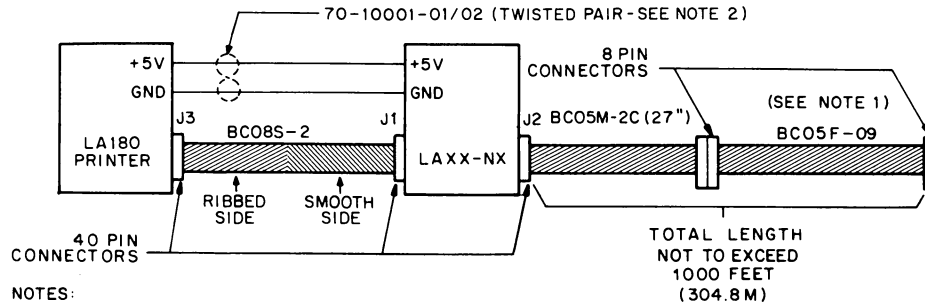 70-10001-01/02 (TWISTED PAIR-SEE NOTE 2)
8 PIN
CONNECTORS
+5V
+5V
GND
GND
(SEE NOTE 1)
J3
BC08S-2
J1
J2
BC05M-2C (27")
BC05F-09
LA180
PRINTER
LAXX-NX
RIBBED
SIDE
SMOOTH
SIDE
40 PIN
CONNECTORS
TOTAL LENGTH
NOT TO EXCEED
1000 FEET
(304.8M)
NOTES: